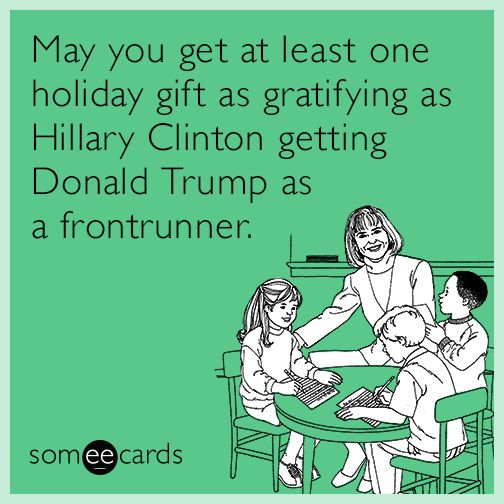 May you get at least one
holiday gift as gratifying as
Hillary Clinton getting
Donald Trump as
a frontrunner.
someecards